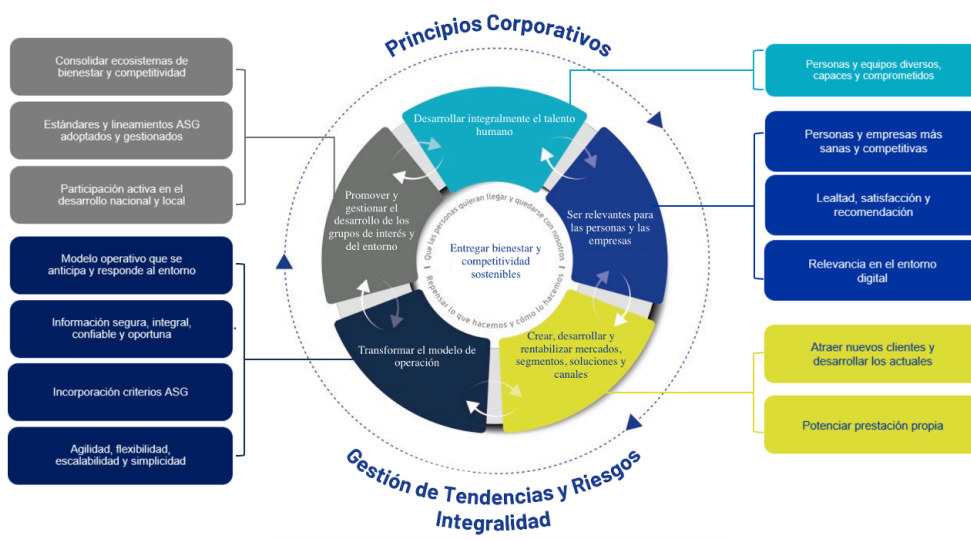 Principios Corporativos
Consolidar ecosistemas de
bienestar y competitividad
Estándares y lineamientos ASG
adoptados y gestionados
Participación activa en el
desarrollo nacional y local
Modelo operativo que se
anticipa y responde al entorno
Información segura, integral,
confiable y oportuna
Incorporación criterios ASG
Agilidad, flexibilidad,
escalabilidad y simplicidad
Desarrollar integralmente el talento
humano
Promover y
gestionar el
desarrollo de los
grupos de interés y
del entorno
Ser relevantes para
las personas y las
empresas
Que las personas quieran llegar y quedarse con nosotros
Entregar bienestar y
competitividad
sostenibles
Repensar lo que hacemos y cómo lo hacemos
Transformar el modelo de
operación
Crear, desarrollar y
rentabilizar mercados,
segmentos, soluciones y
canales
Personas y equipos diversos,
capaces y comprometidos
Personas y empresas más
sanas y competitivas
Lealtad, satisfacción y
recomendación
Relevancia en el entorno
digital
Atraer nuevos clientes y
desarrollar los actuales
Potenciar prestación propia
Gestión de Tendencias y Riesgos
Integralidad